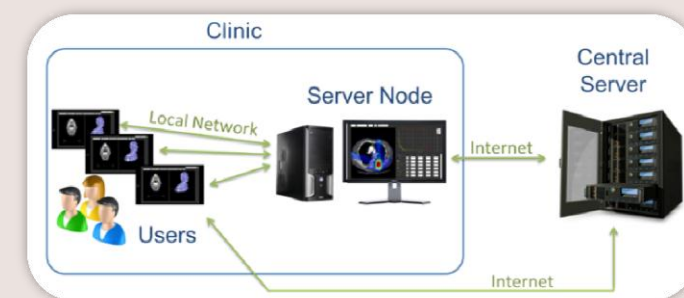 Clinic
Central
Server
Server Node
Local Network
Internet
Users
Internet